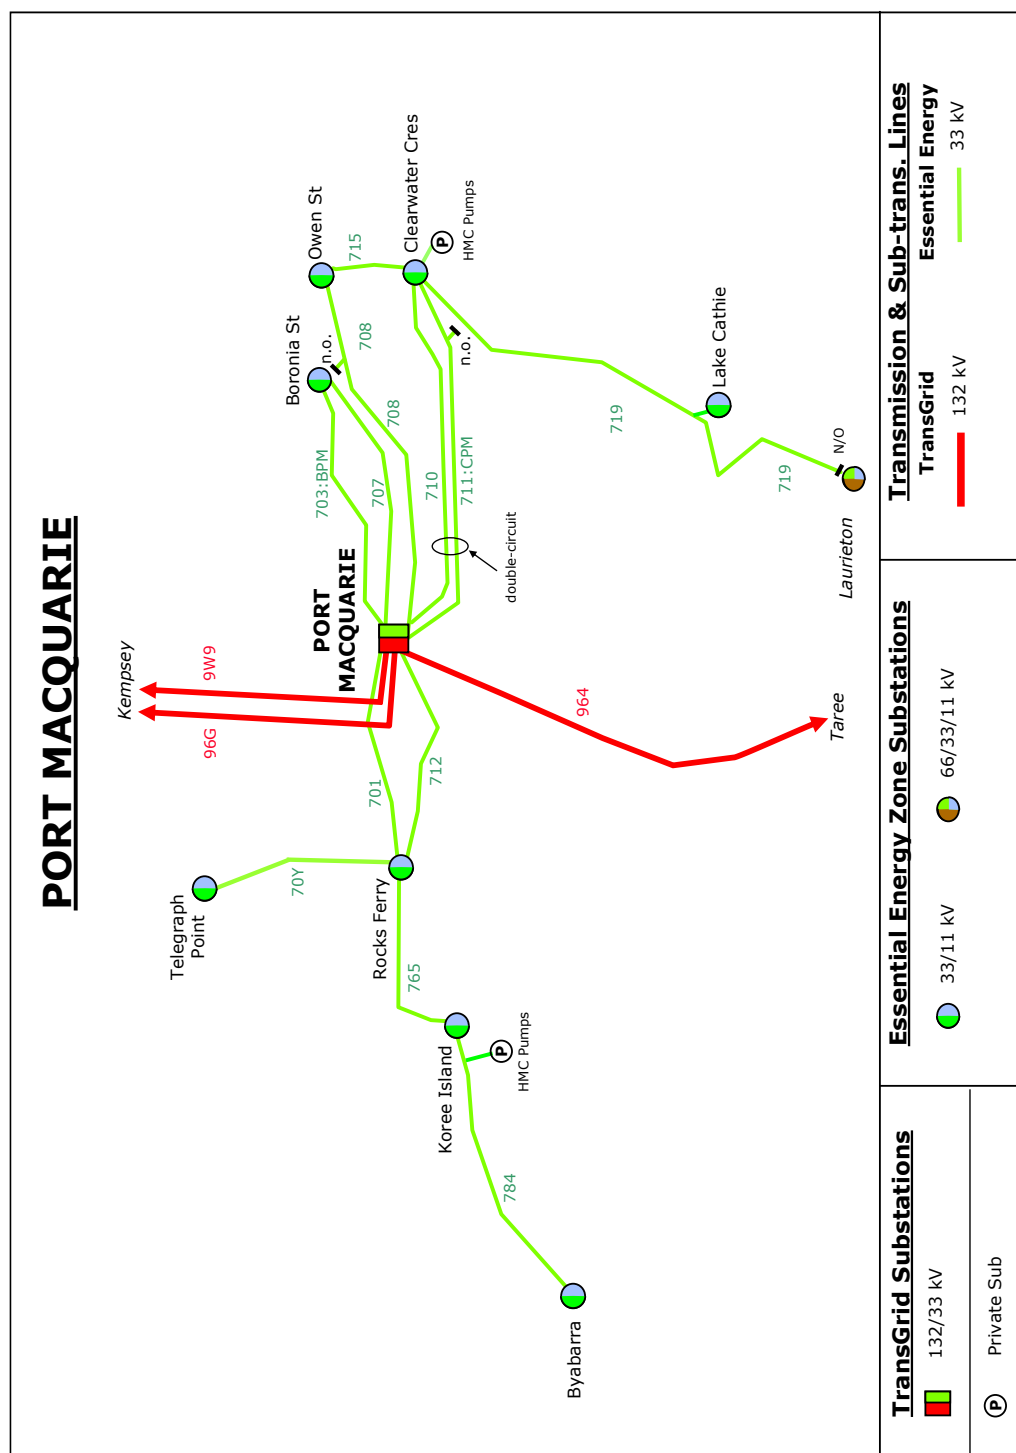 PORT MACQUARIE
Kempsey
96G
9W9
Telegraph
Point
70Y
Rocks Ferry
701
712
765
Koree Island
P
HMC Pumps
784
Byabarra
PORT
MACQUARIE
703:BPM
707
708
Boronia St
n.o.
708
Owen St
715
Clearwater Cres
P
HMC Pumps
710
711:CPM
n.o.
double-circuit
964
Taree
719
Lake Cathie
719
N/O
Laurieton
TransGrid Substations
132/33 kV
P
Private Sub
Essential Energy Zone Substations
33/11 kV
66/33/11 kV
Transmission & Sub-trans. Lines
TransGrid
132 kV
Essential Energy
33 kV